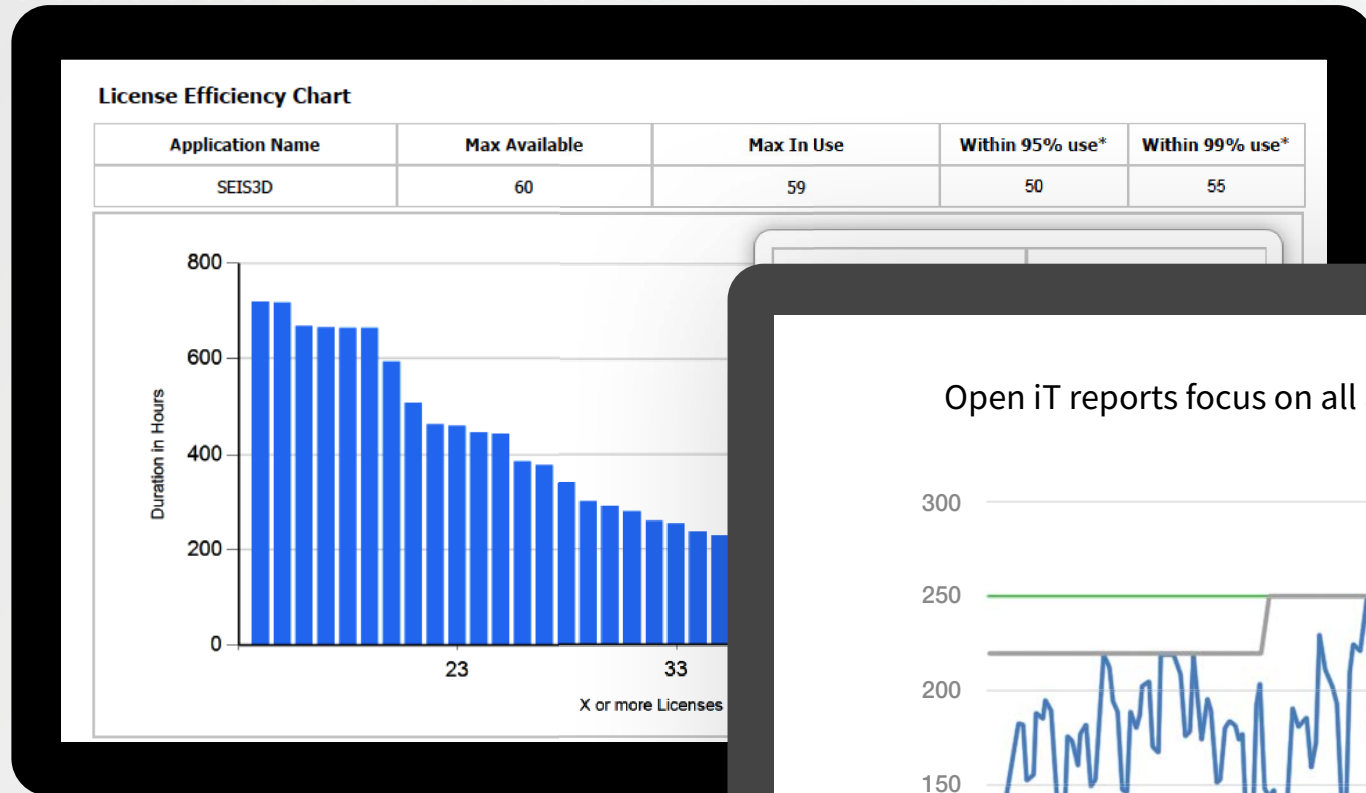 License Efficiency Chart
Application Name Max Available Max In Use Within 95% use* Within 99% use*
SEIS3D 60 59 50 55
800
600
400
200
0
Duration in Hours
23 33
X or more Licenses
Open iT reports focus on all
300
250
200
150